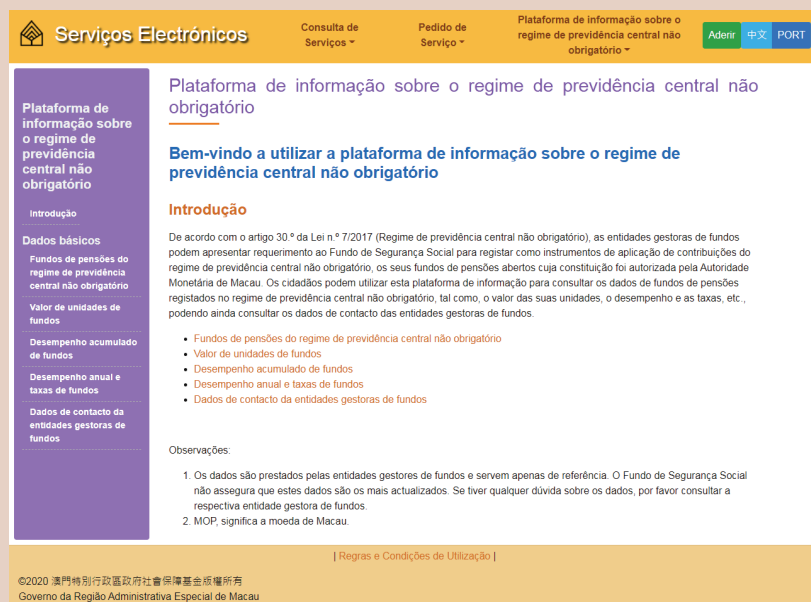 Serviços Electrónicos
Consulta de
Serviços
Pedido de
Serviço
Plataforma de informação sobre o
regime de previdência central não
obrigatório
Aderir
中文
PORT
Plataforma de
informação sobre
o regime de
previdência
central não
obrigatório
Introdução
Dados básicos
Fundos de pensões do
regime de previdência
central não obrigatório
Valor de unidades de
fundos
Desempenho acumulado
de fundos
Desempenho anual e
taxas de fundos
Dados de contacto da
entidades gestoras de
fundos
Plataforma de informação sobre o regime de previdência central não
obrigatório
Bem-vindo a utilizar a plataforma de informação sobre o regime de
previdência central não obrigatório
Introdução
De acordo com o artigo 30.º da Lei n.º 7/2017 (Regime de previdência central não obrigatório), as entidades gestoras de fundos
podem apresentar requerimento ao Fundo de Segurança Social para registar como instrumentos de aplicação de contribuições do
regime de previdência central não obrigatório, os seus fundos de pensões abertos cuja constituição foi autorizada pela Autoridade
Monetária de Macau. Os cidadãos podem utilizar esta plataforma de informação para consultar os dados de fundos de pensões
registados no regime de previdência central não obrigatório, tal como, o valor das suas unidades, o desempenho e as taxas, etc.,
podendo ainda consultar os dados de contacto das entidades gestoras de fundos.
• Fundos de pensões do regime de previdência central não obrigatório
• Valor de unidades de fundos
• Desempenho acumulado de fundos
• Desempenho anual e taxas de fundos
• Dados de contacto da entidades gestoras de fundos
Observações:
1. Os dados são prestados pelas entidades gestores de fundos e servem apenas de referência. O Fundo de Segurança Social
não assegura que estes dados são os mais actualizados. Se tiver qualquer dúvida sobre os dados, por favor consultar a
respectiva entidade gestora de fundos.
2. MOP, significa a moeda de Macau.
| Regras e Condições de Utilização |
©2020 澳門特別行政區政府社會保障基金版權所有
Governo da Região Administrativa Especial de Macau